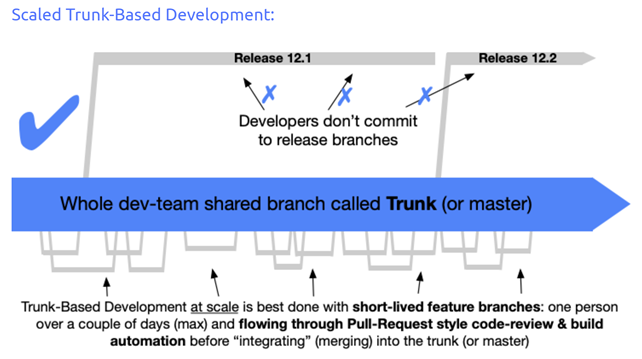 Scaled Trunk-Based Development:
Release 12.1
Release 12.2
Developers don't commit
to release branches
Whole dev-team shared branch called Trunk (or master)
Trunk-Based Development at scale is best done with short-lived feature branches: one person
over a couple of days (max) and flowing through Pull-Request style code-review & build
automation before “integrating” (merging) into the trunk (or master)